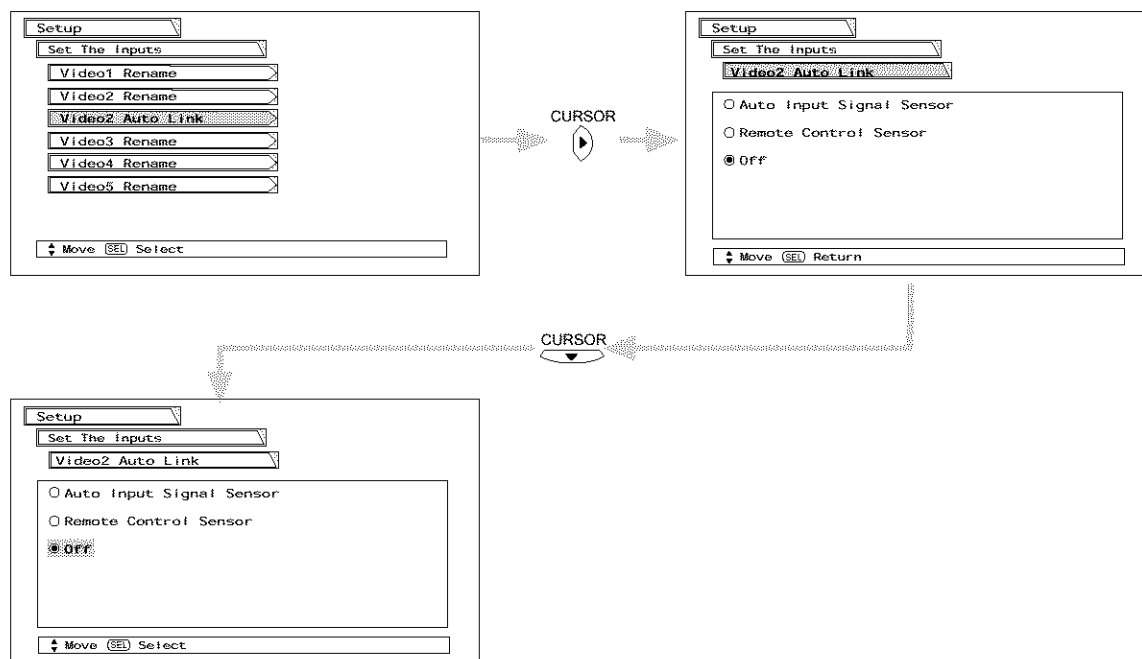 Setup
Set The Inputs
Video1 Rename
Video2 Rename
Video2 Auto Link
Video3 Rename
Video4 Rename
Video5 Rename
Move SEL Select
CURSOR
Setup
Set The Inputs
Video2 Auto Link
Auto Input Signal Sensor
Remote Control Sensor
Off
Move SEL Return
CURSOR
Setup
Set The Inputs
Video2 Auto Link
Auto Input Signal Sensor
Remote Control Sensor
Off
Move SEL Select